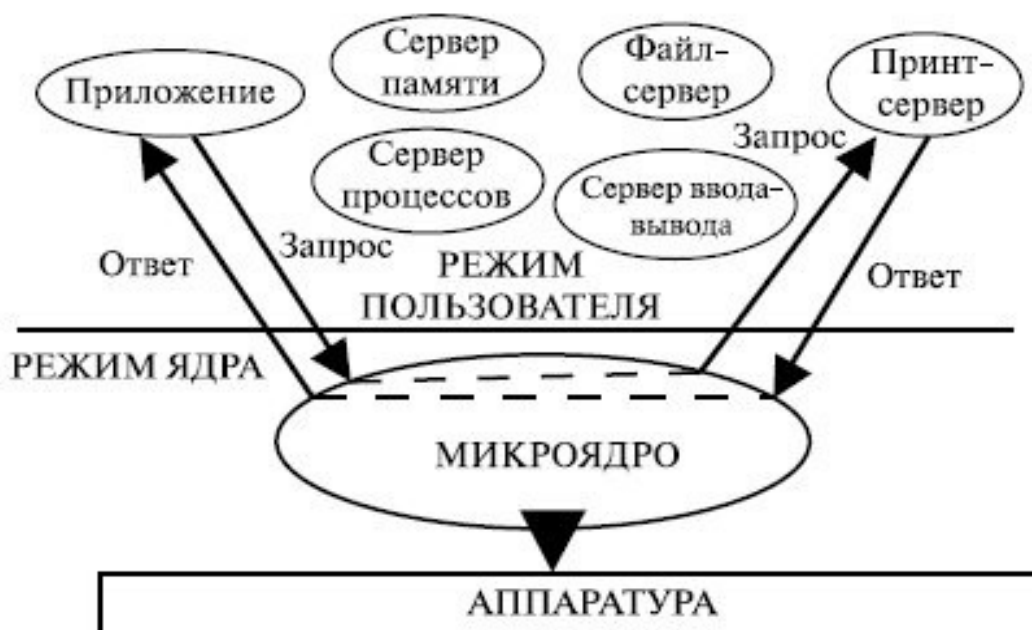 Приложение
Сервер
памяти
Файл-
сервер
Принт-
сервер
Сервер
процессов
Сервер ввода-
вывода
Запрос
Ответ
Запрос
РЕЖИМ
ПОЛЬЗОВАТЕЛЯ
Ответ
РЕЖИМ ЯДРА
МИКРОЯДРО
АППАРАТУРА